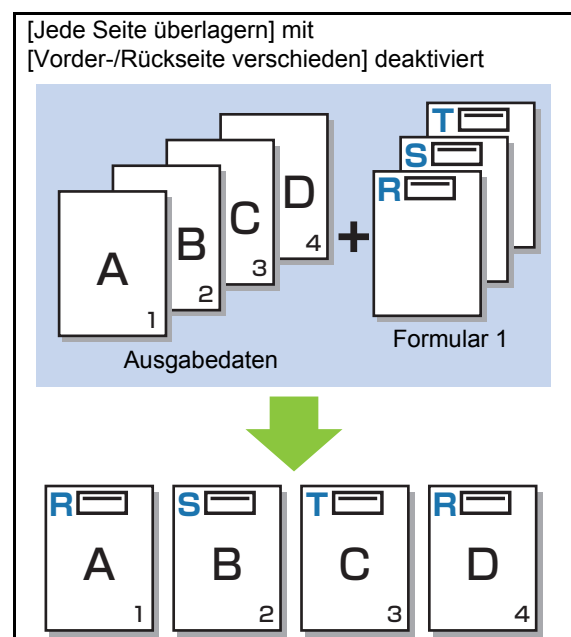 [Jede Seite überlagern] mit
[Vorder-/Rückseite verschieden] deaktiviert
A
1
B
2
C
3
D
4
+
R
S
T
Ausgabedaten
Formular 1
R
A
1
S
B
2
T
C
3
R
D
4